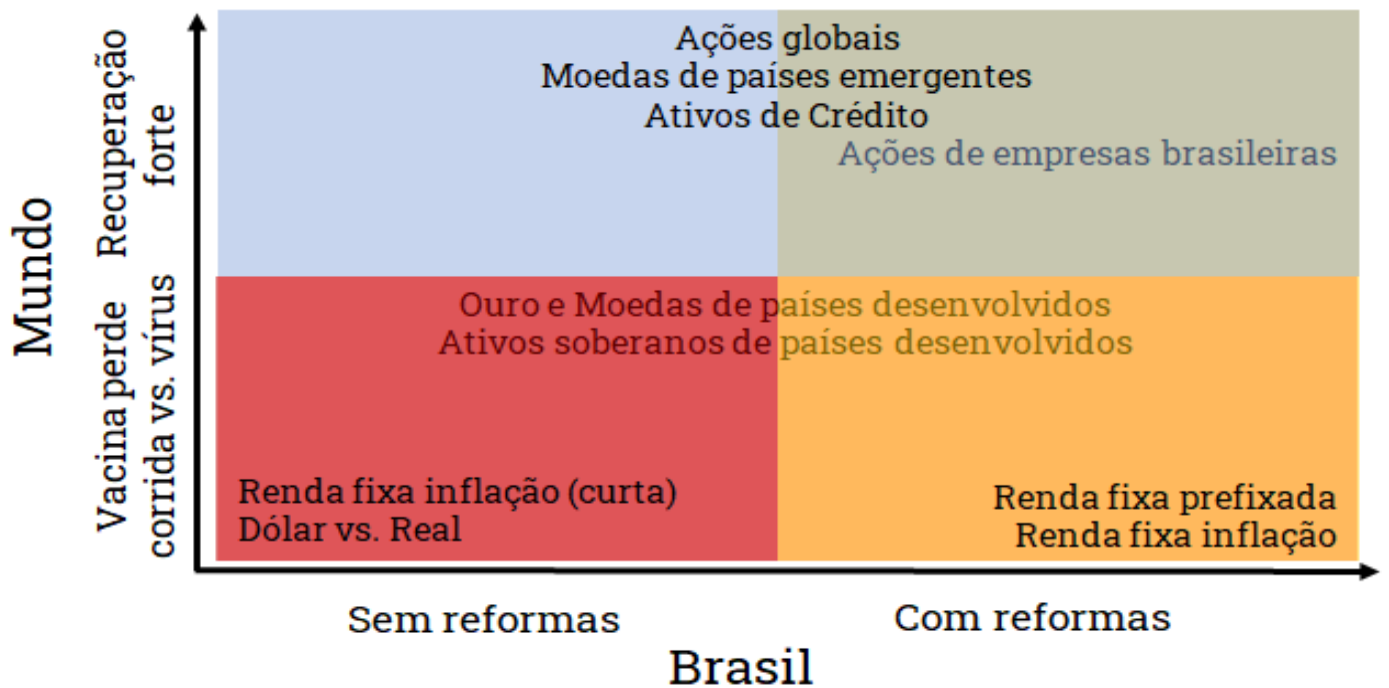 Ações globais
Moedas de países emergentes
Ativos de Crédito
Ações de empresas brasileiras
Mundo
Recuperação
forte
Vacina perde
corrida vs. vírus
Ouro e Moedas de países desenvolvidos
Ativos soberanos de países desenvolvidos
Renda fixa inflação (curta)
Dólar vs. Real
Renda fixa prefixada
Renda fixa inflação
Sem reformas
Com reformas
Brasil